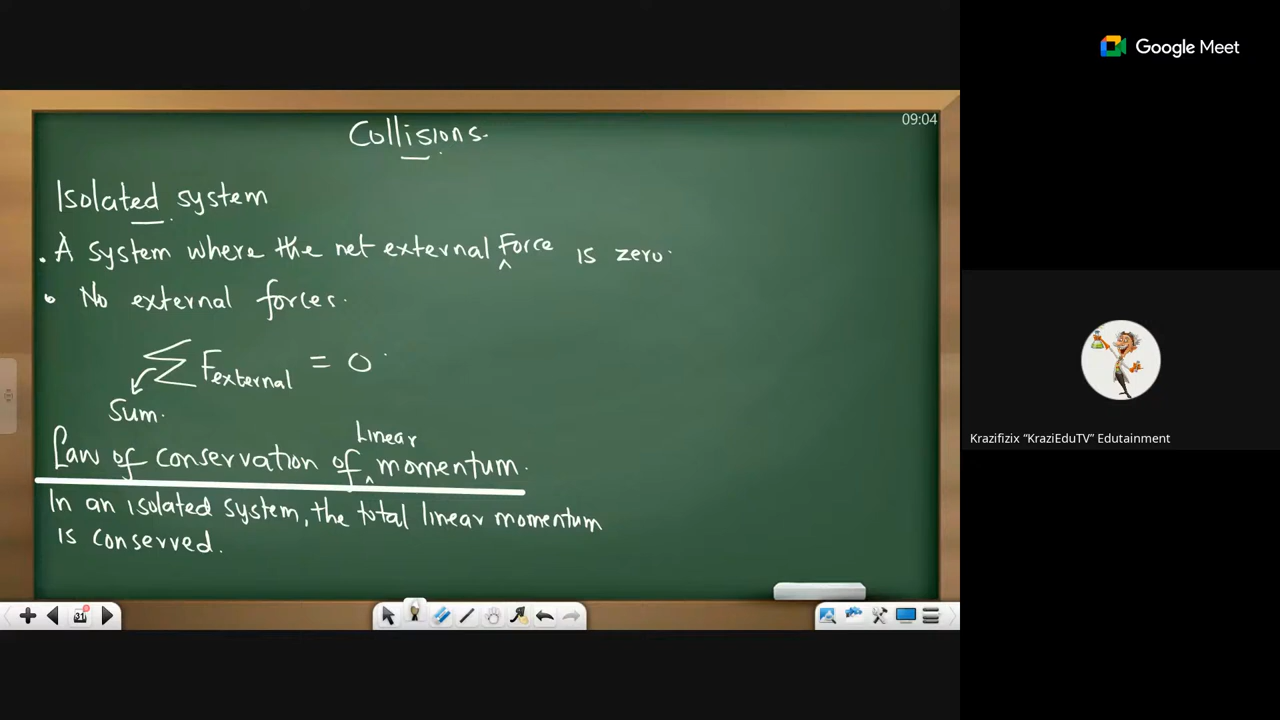 Google Meet
09:04
Collisions.
Isolated system
. A system where the net external Force is zero.
• No external forces.
∑ Fexternal = 0
Sum.
Linear
Law of conservation of ^ momentum.
In an isolated system, the total linear momentum
is conserved.
31
Krazifizix "KraziEduTV" Edutainment